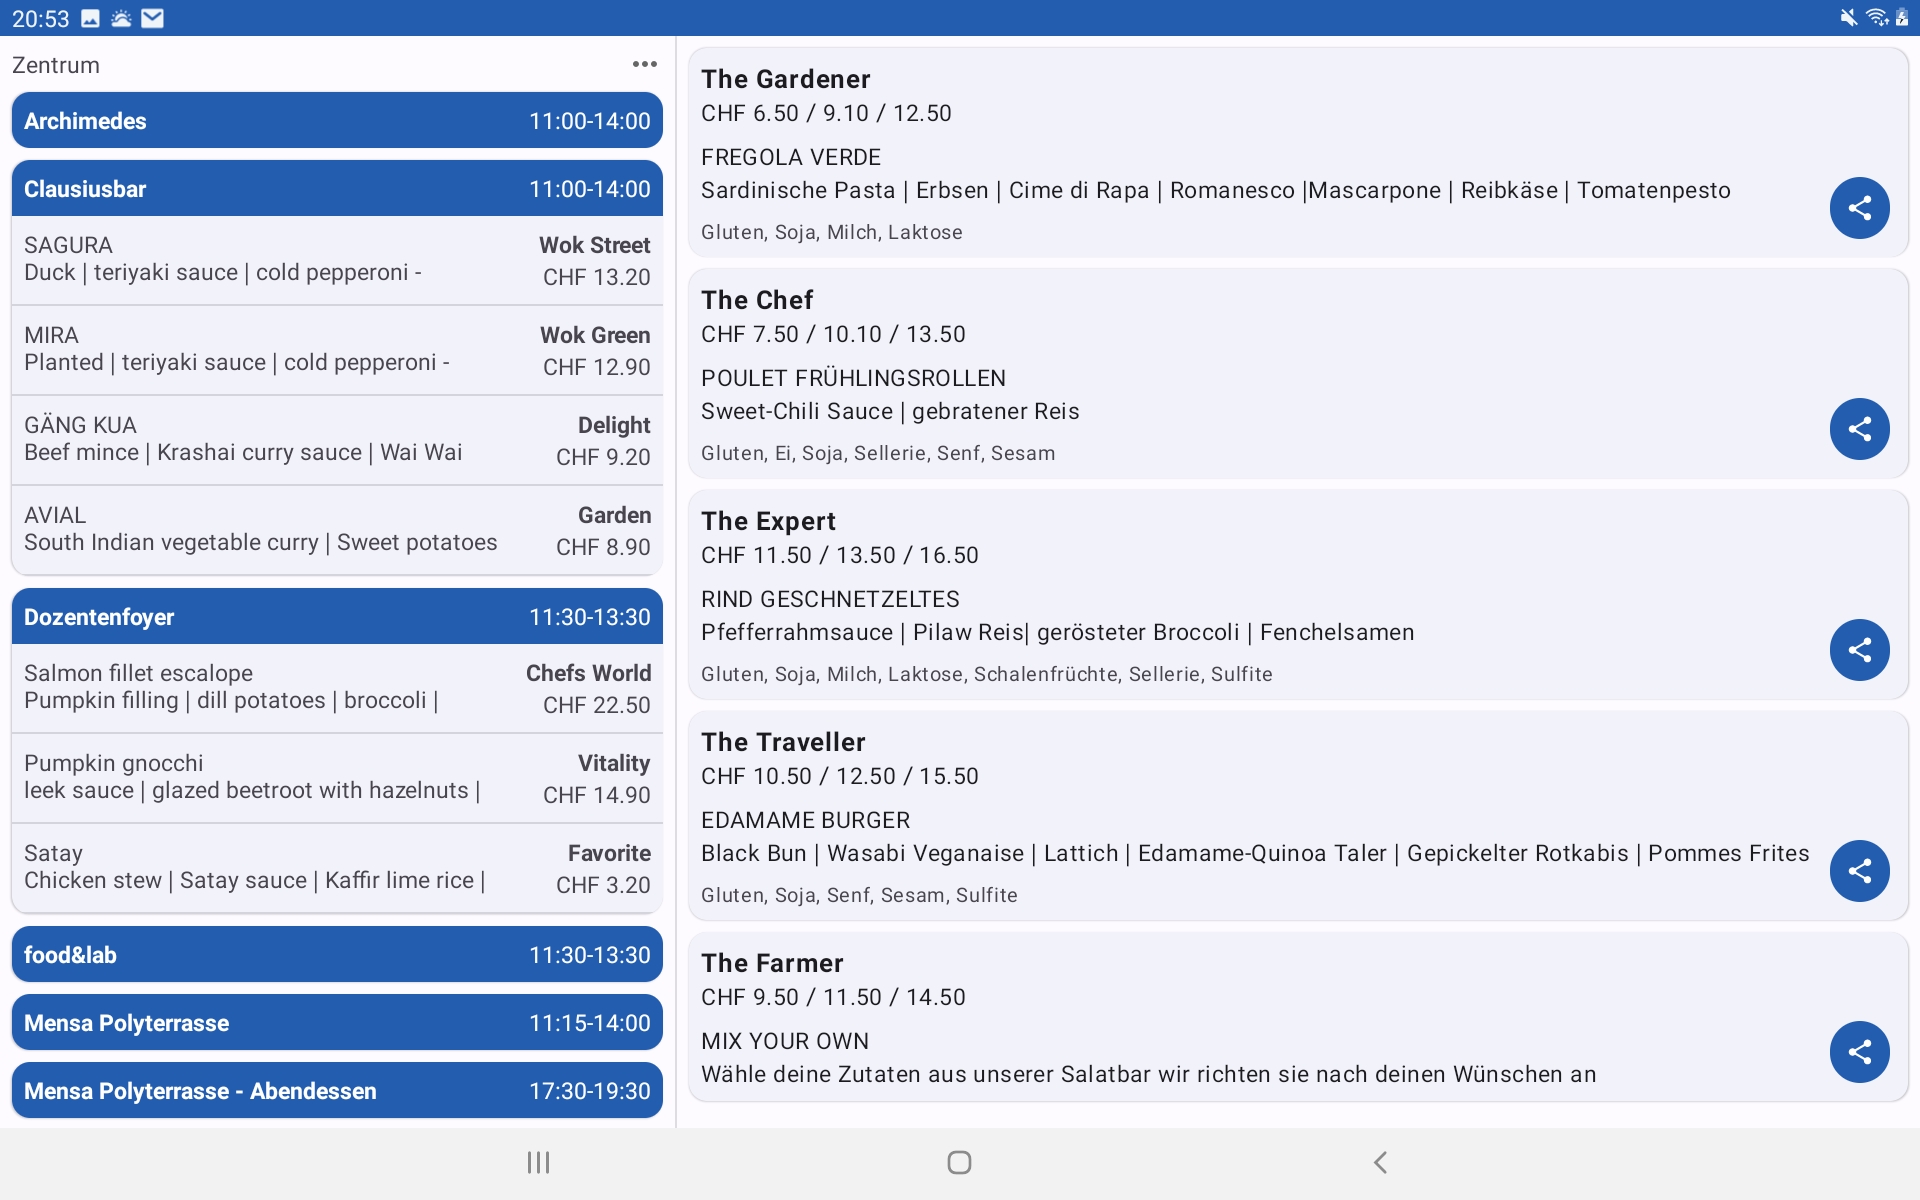 20:53
Zentrum
Archimedes 11:00-14:00
Clausiusbar 11:00-14:00
SAGURA Wok Street
Duck | teriyaki sauce | cold pepperoni - CHF 13.20
MIRA Wok Green
Planted | teriyaki sauce | cold pepperoni - CHF 12.90
GÄNG KUA Delight
Beef mince | Krashai curry sauce | Wai Wai CHF 9.20
AVIAL Garden
South Indian vegetable curry | Sweet potatoes CHF 8.90
Dozentenfoyer 11:30-13:30
Salmon fillet escalope Chefs World
Pumpkin filling | dill potatoes | broccoli | CHF 22.50
Pumpkin gnocchi Vitality
leek sauce | glazed beetroot with hazelnuts | CHF 14.90
Satay Favorite
Chicken stew | Satay sauce | Kaffir lime rice | CHF 3.20
food&lab 11:30-13:30
Mensa Polyterrasse 11:15-14:00
Mensa Polyterrasse - Abendessen 17:30-19:30
The Gardener
CHF 6.50 / 9.10 / 12.50
FREGOLA VERDE
Sardinische Pasta | Erbsen | Cime di Rapa | Romanesco |Mascarpone | Reibkäse | Tomatenpesto
Gluten, Soja, Milch, Laktose
The Chef
CHF 7.50 / 10.10 / 13.50
POULET FRÜHLINGSROLLEN
Sweet-Chili Sauce | gebratener Reis
Gluten, Ei, Soja, Sellerie, Senf, Sesam
The Expert
CHF 11.50 / 13.50 / 16.50
RIND GESCHNETZELTES
Pfefferrahmsauce | Pilaw Reis| gerösteter Broccoli | Fenchelsamen
Gluten, Soja, Milch, Laktose, Schalenfrüchte, Sellerie, Sulfite
The Traveller
CHF 10.50 / 12.50 / 15.50
EDAMAME BURGER
Black Bun | Wasabi Veganaise | Lattich | Edamame-Quinoa Taler | Gepickelter Rotkabis | Pommes Frites
Gluten, Soja, Senf, Sesam, Sulfite
The Farmer
CHF 9.50 / 11.50 / 14.50
MIX YOUR OWN
Wähle deine Zutaten aus unserer Salatbar wir richten sie nach deinen Wünschen an